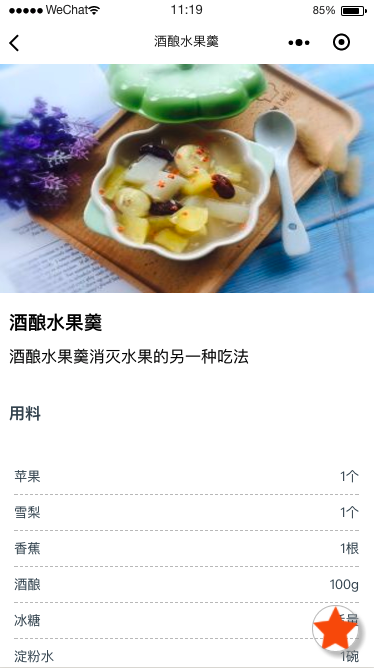 WeChat
11:19
85%
酒酿水果羹
酒酿水果羹
酒酿水果羹消灭水果的另一种吃法
用料
苹果 1个
雪梨 1个
香蕉 1根
酒酿 100g
冰糖
淀粉水 1碗